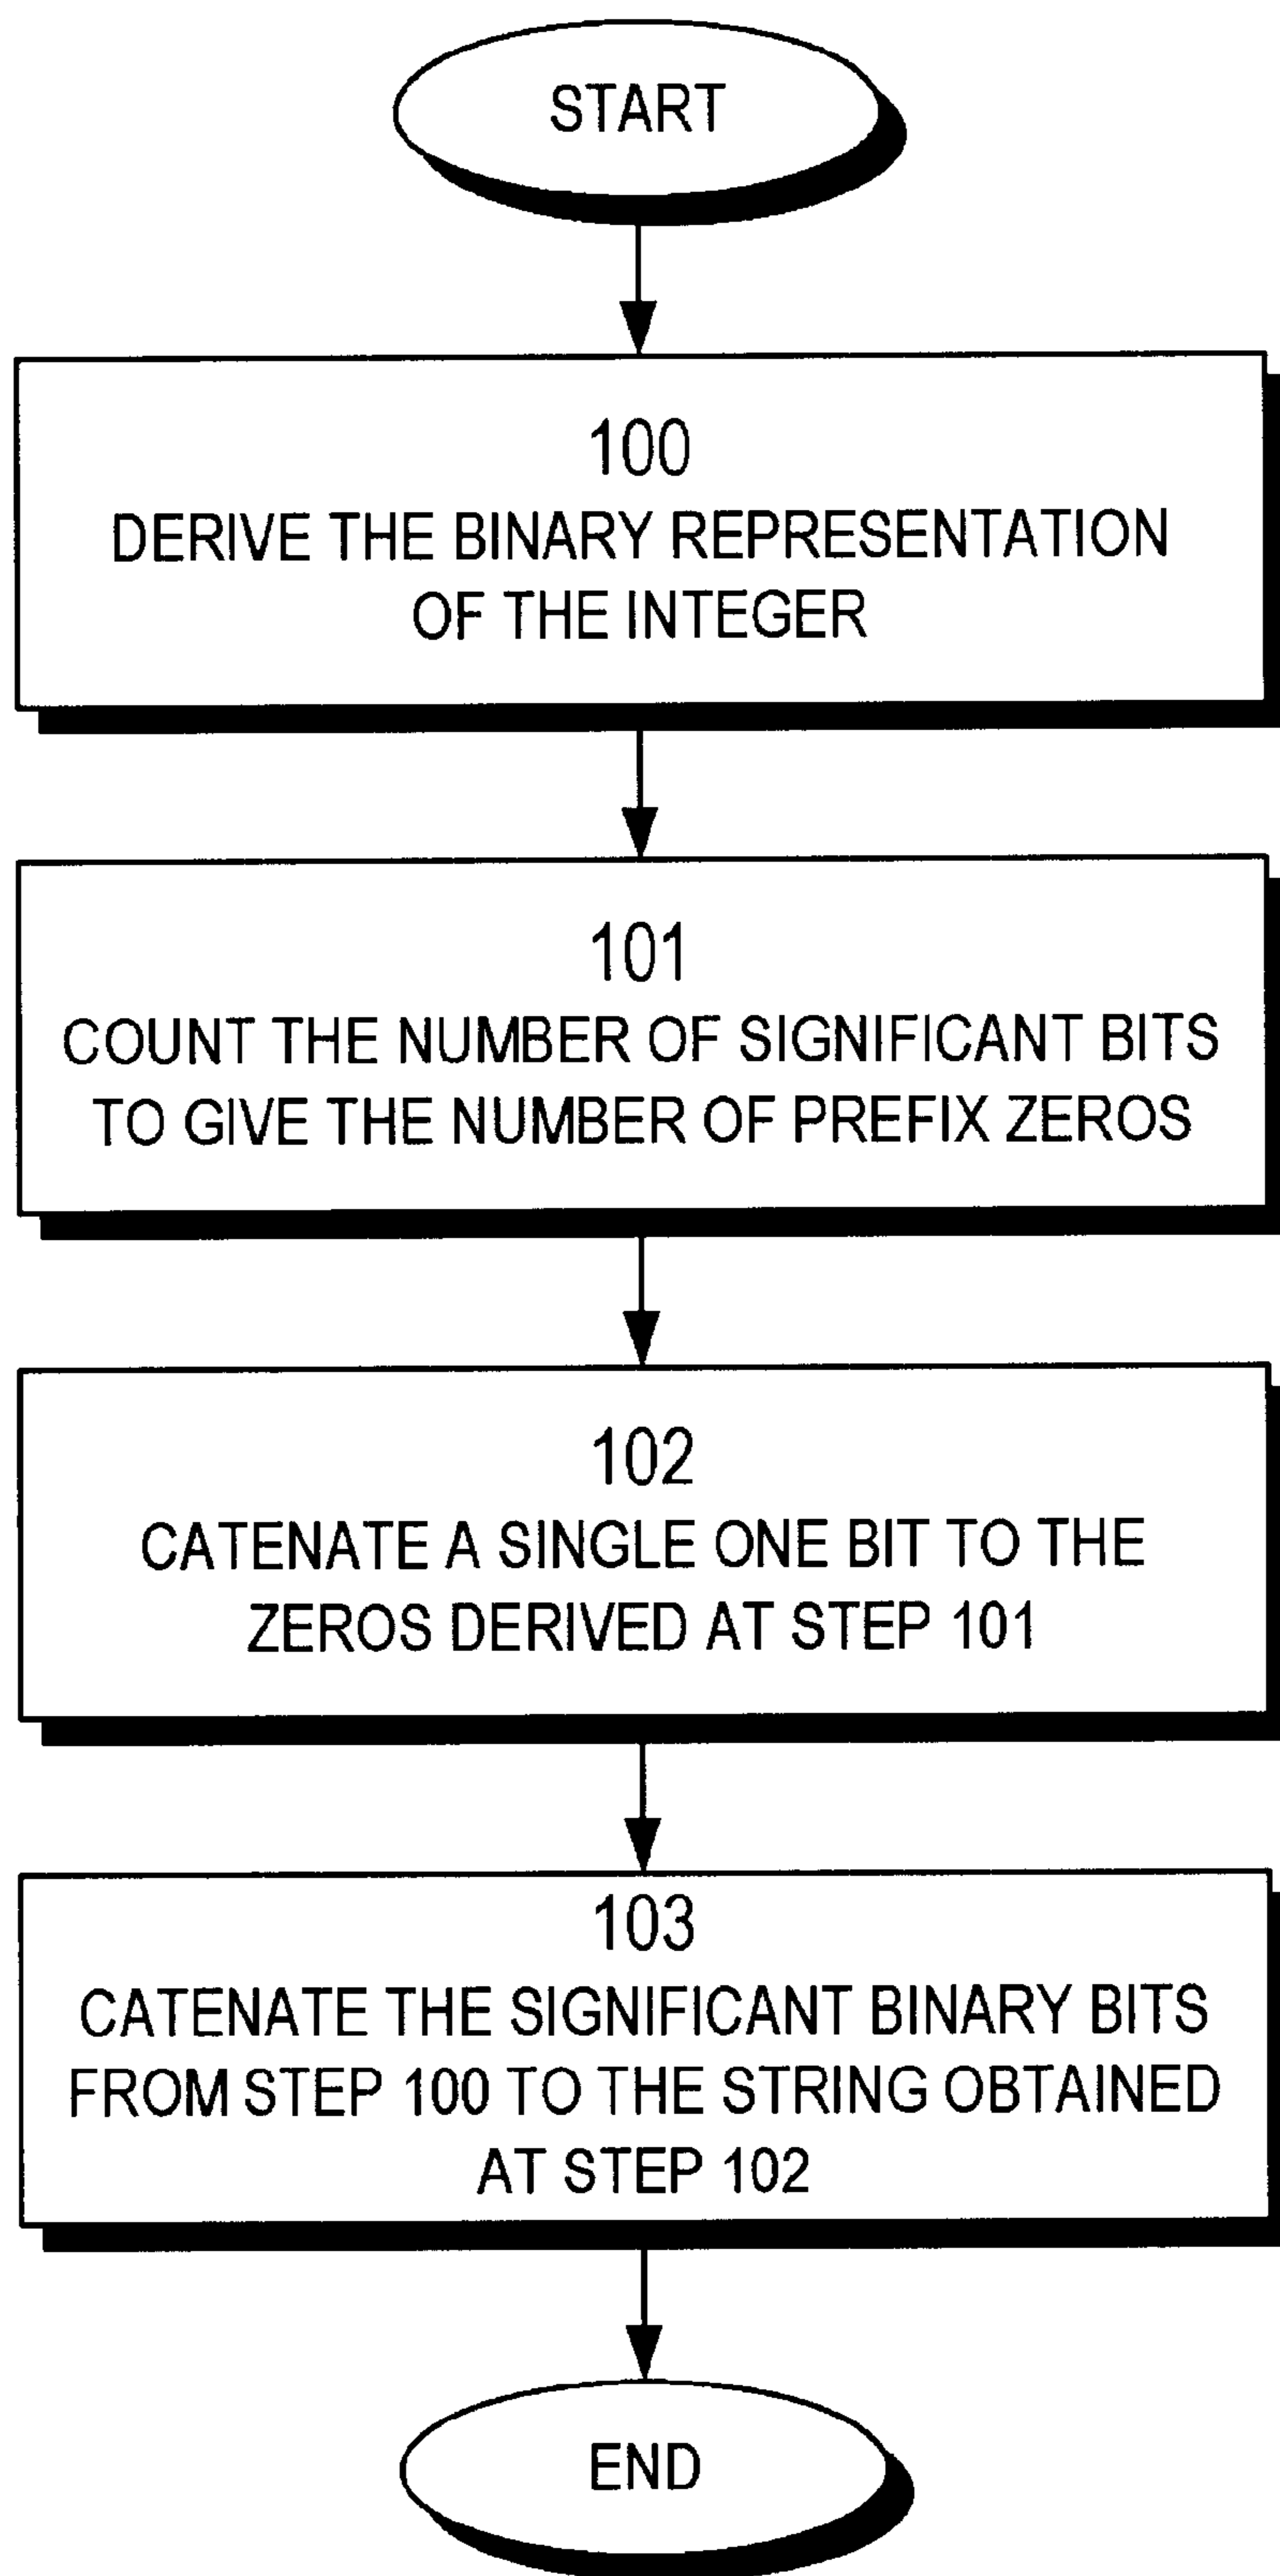 START
100
DERIVE THE BINARY REPRESENTATION
OF THE INTEGER
101
COUNT THE NUMBER OF SIGNIFICANT BITS
TO GIVE THE NUMBER OF PREFIX ZEROS
102
CATENATE A SINGLE ONE BIT TO THE
ZEROS DERIVED AT STEP 101
103
CATENATE THE SIGNIFICANT BINARY BITS
FROM STEP 100 TO THE STRING OBTAINED
AT STEP 102
END